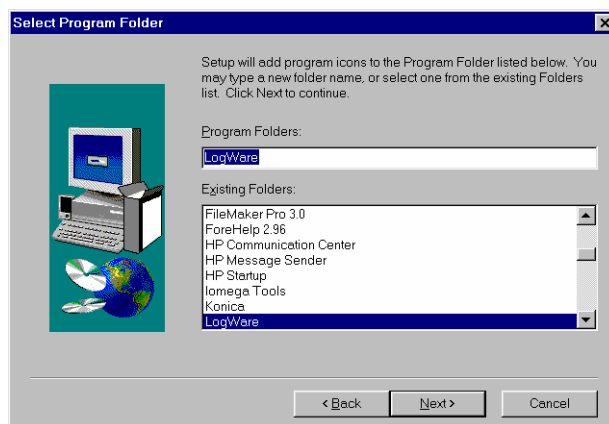 Select Program Folder
Setup will add program icons to the Program Folder listed below. You
may type a new folder name, or select one from the existing Folders
list. Click Next to continue.
Program Folders:
LogWare
Existing Folders:
FileMaker Pro 3.0
ForeHelp 2.96
HP Communication Center
HP Message Sender
HP Startup
Iomega Tools
Konica
LogWare
< Back
Next >
Cancel